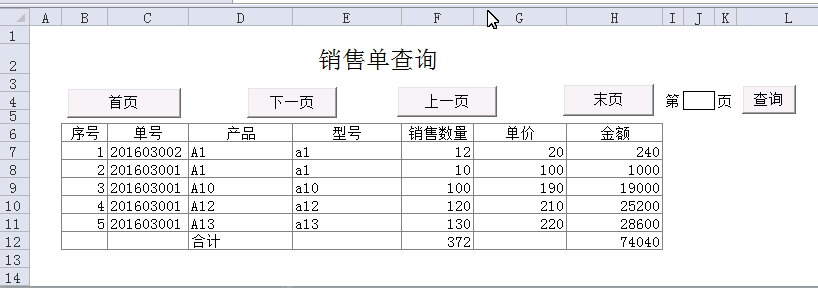 A B C D E F G H I J K L
1
2 销售单查询
3
4 首页 下一页 上一页 末页 第 页 查询
5
6 序号 单号 产品 型号 销售数量 单价 金额
7 1 201603002 A1 a1 12 20 240
8 2 201603001 A1 a1 10 100 1000
9 3 201603001 A10 a10 100 190 19000
10 4 201603001 A12 a12 120 210 25200
11 5 201603001 A13 a13 130 220 28600
12 合计 372 74040
13
14